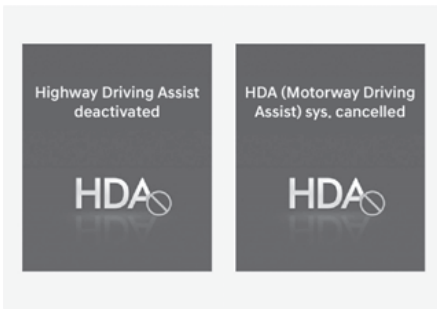 Highway Driving Assist
deactivated
HDA
HDA (Motorway Driving
Assist) sys. cancelled
HDA